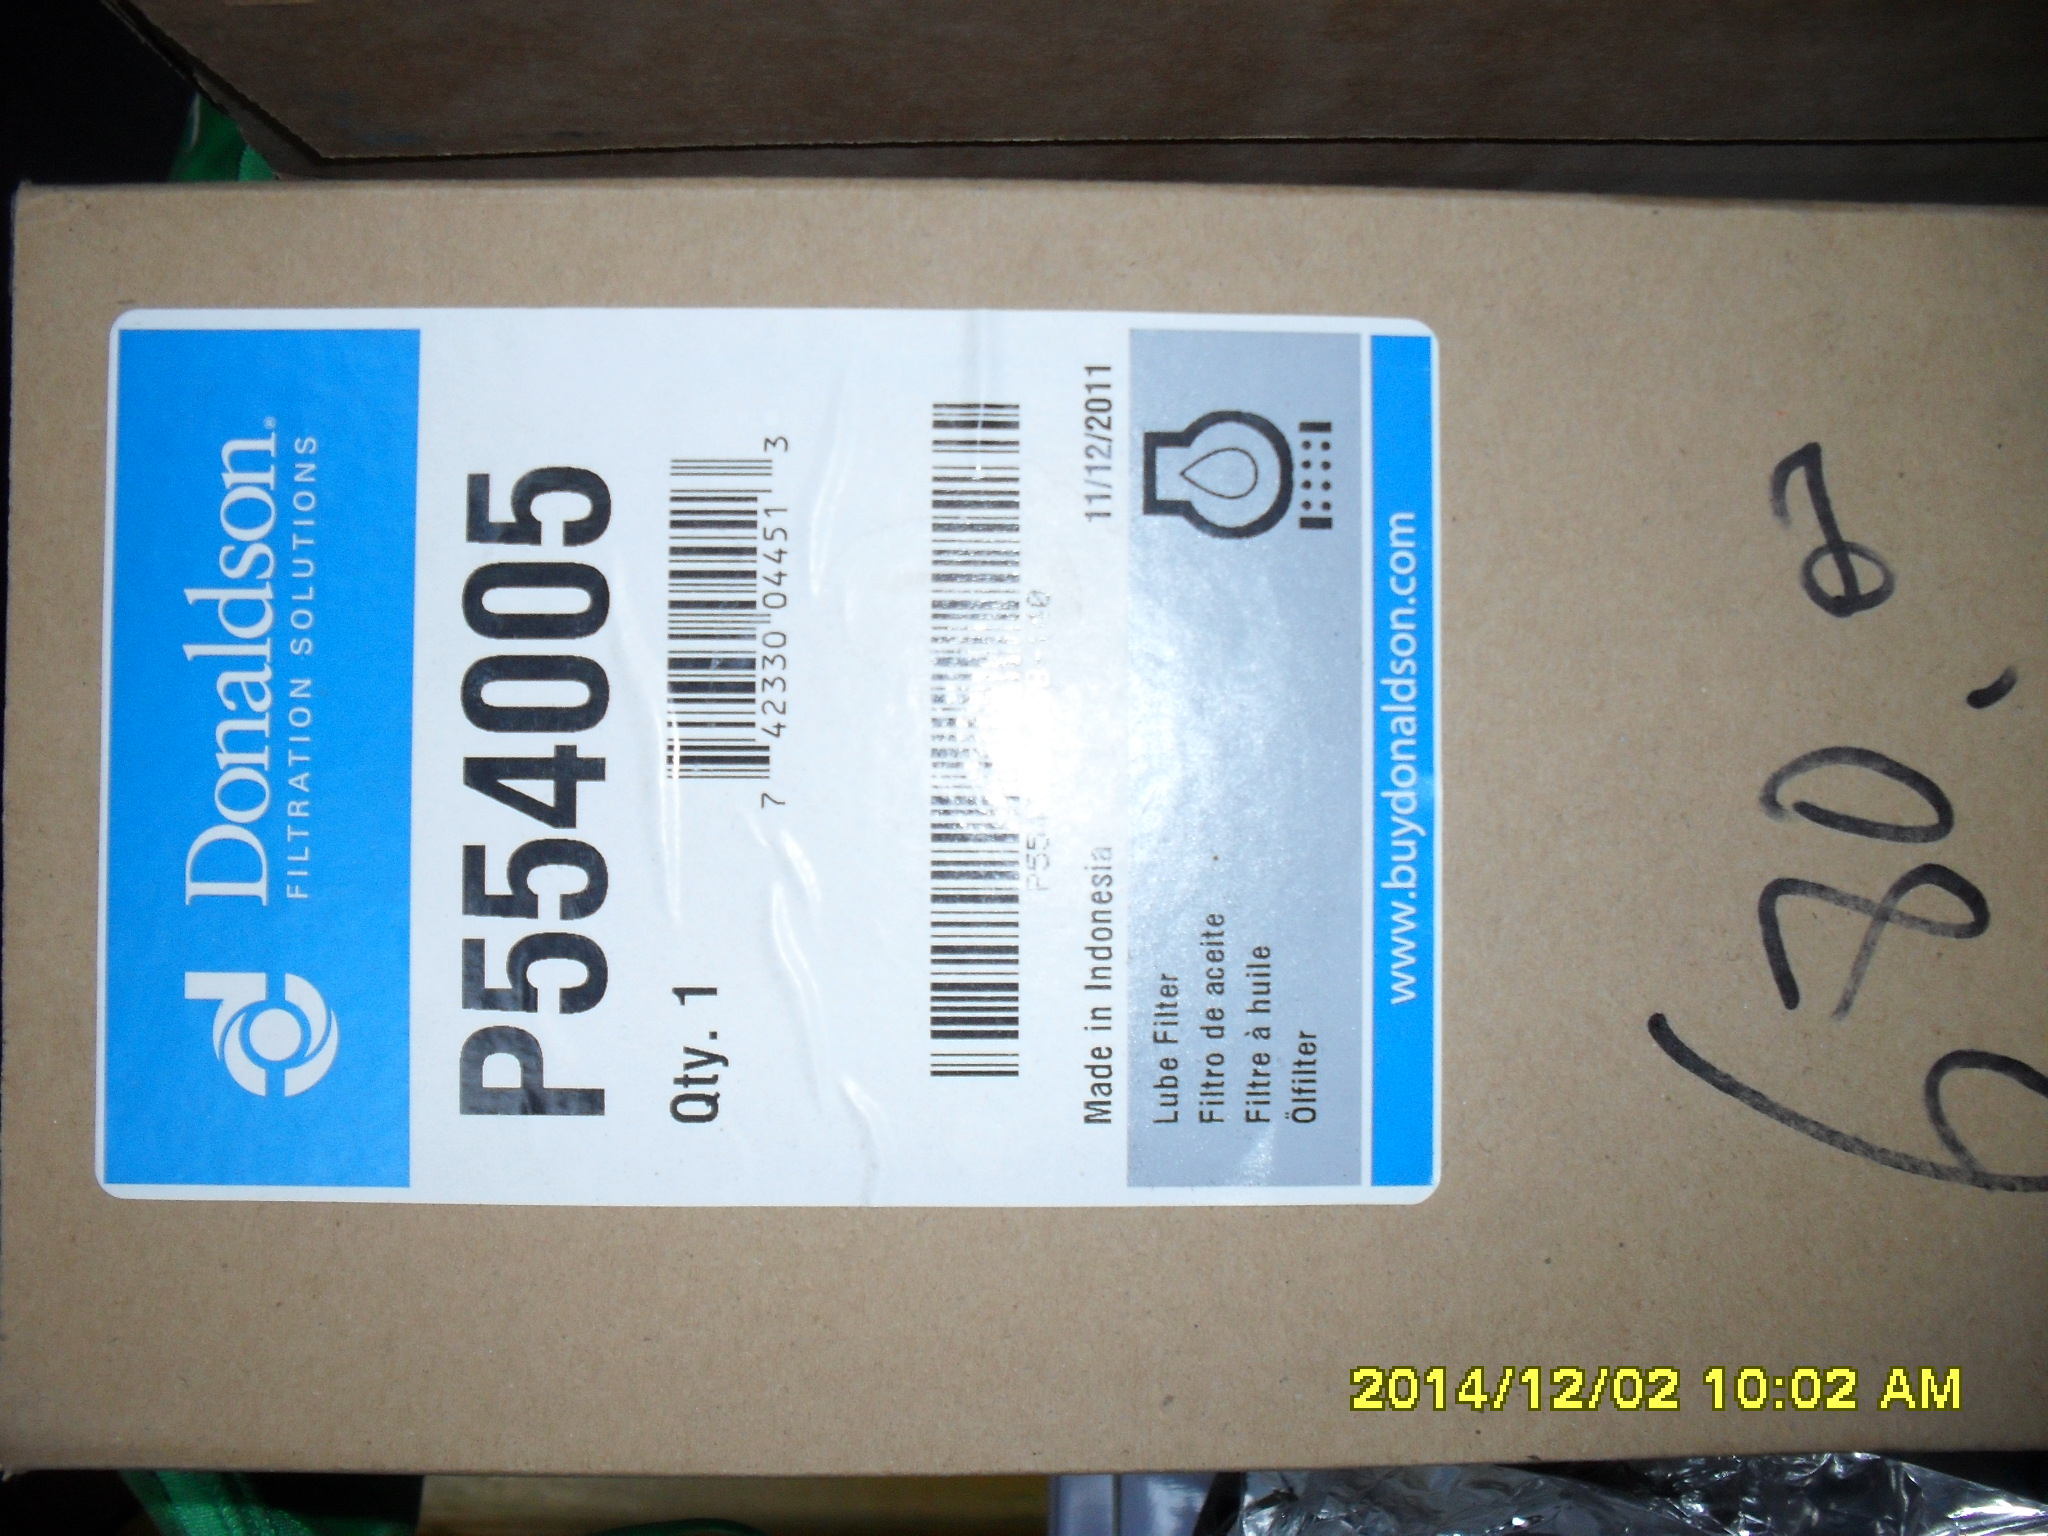 Donaldson®
FILTRATION SOLUTIONS
P554005
Qty. 1
7 42330 04451 3
Made in Indonesia
11/12/2011
Lube Filter
Filtro de aceite
Filtre à huile
Ölfilter
www.buydonaldson.com
2014/12/02 10:02 AM